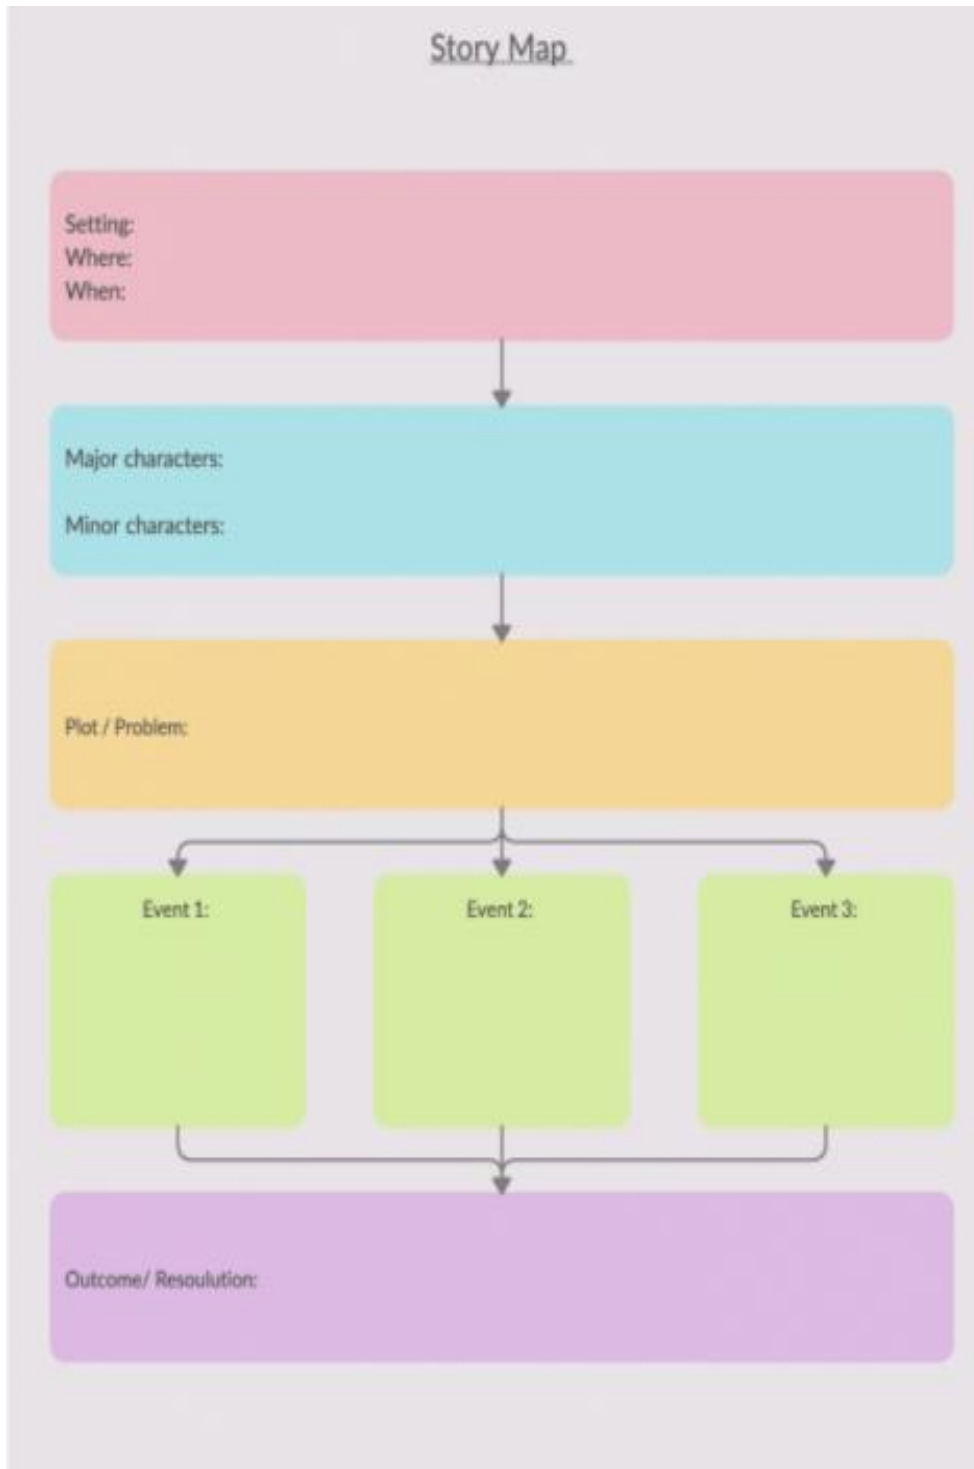 Story Map
Setting:
Where:
When:
Major characters:
Minor characters:
Plot / Problem:
Event 1:
Event 2:
Event 3:
Outcome/ Resoulution: